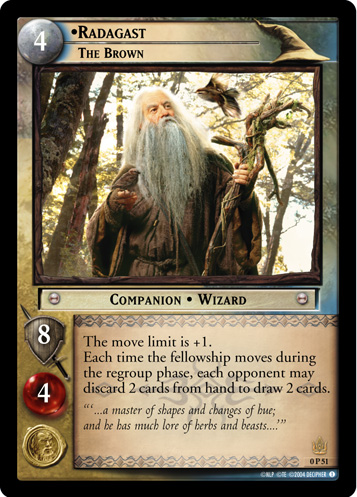 4
•Radagast
The Brown
Companion • Wizard
8
4
The move limit is +1.
Each time the fellowship moves during
the regroup phase, each opponent may
discard 2 cards from hand to draw 2 cards.
“‘...a master of shapes and changes of hue;
and he has much lore of herbs and beasts....’”
0 P 51
©NLP ©TE ©2004 DECIPHER